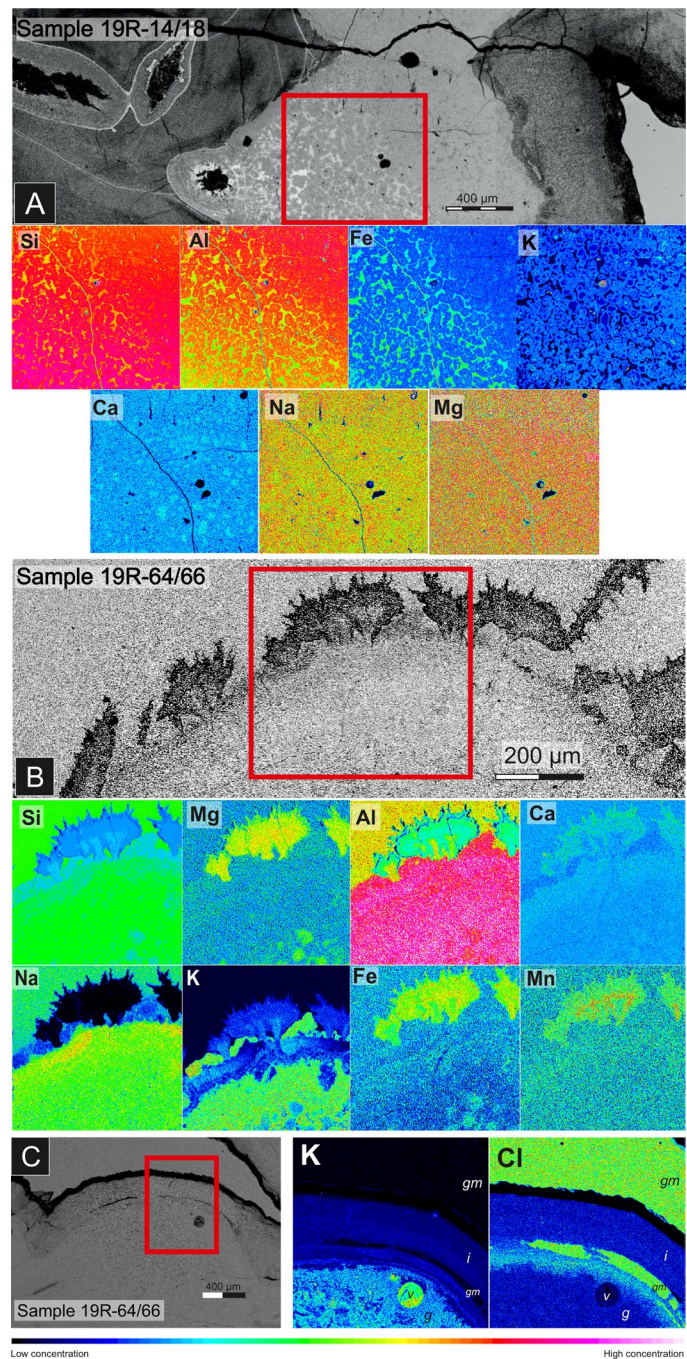 Sample 19R-14/18
A
400 µm
Si
Al
Fe
K
Ca
Na
Mg
Sample 19R-64/66
B
200 µm
Si
Mg
Al
Ca
Na
K
Fe
Mn
C
400 µm
Sample 19R-64/66
K
gm
i
gm
v
g
Cl
gm
i
gm
v
g
Low concentration
High concentration